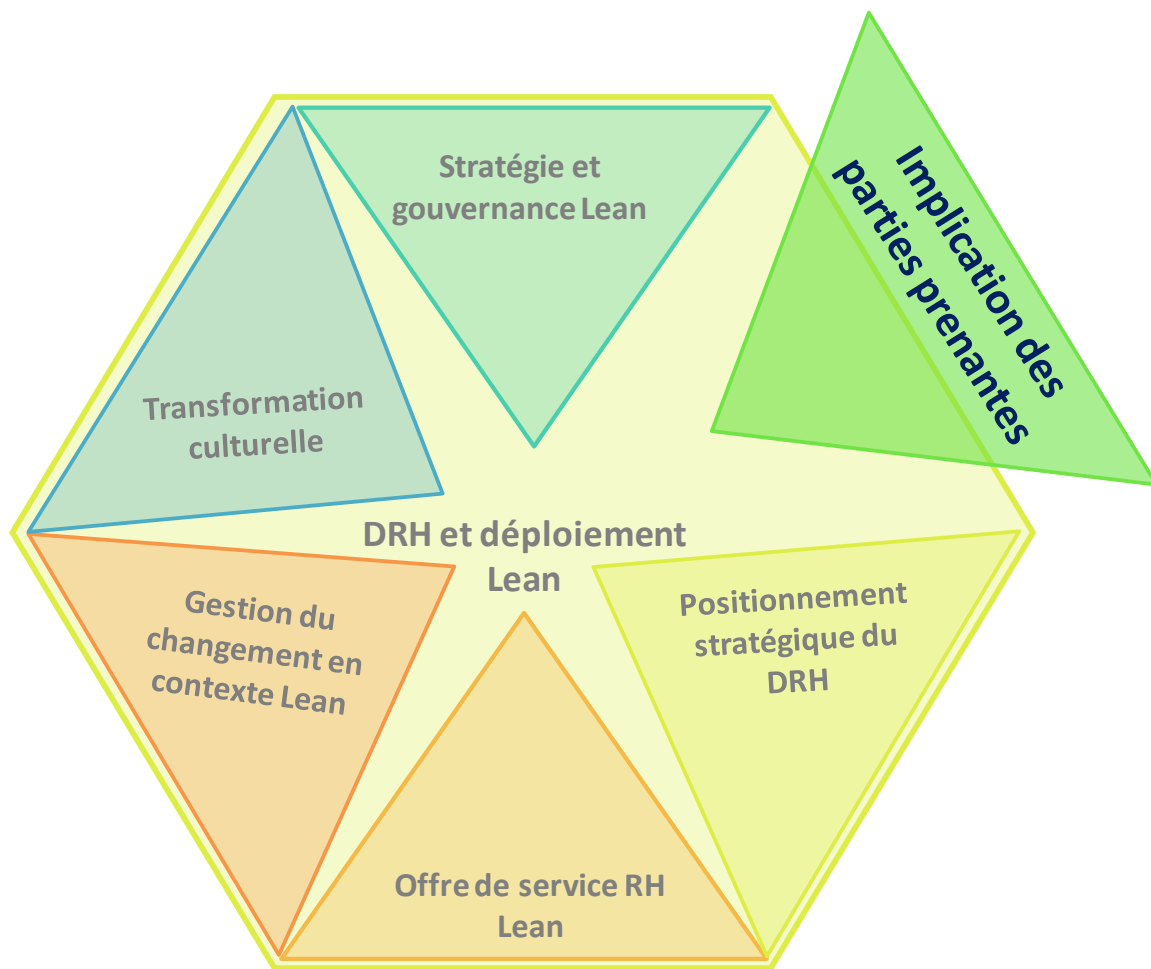 Stratégie et
gouvernance Lean
Implication des
parties prenantes
Transformation
culturelle
DRH et déploiement
Lean
Gestion du
changement en
contexte Lean
Positionnement
stratégique du
DRH
Offre de service RH
Lean